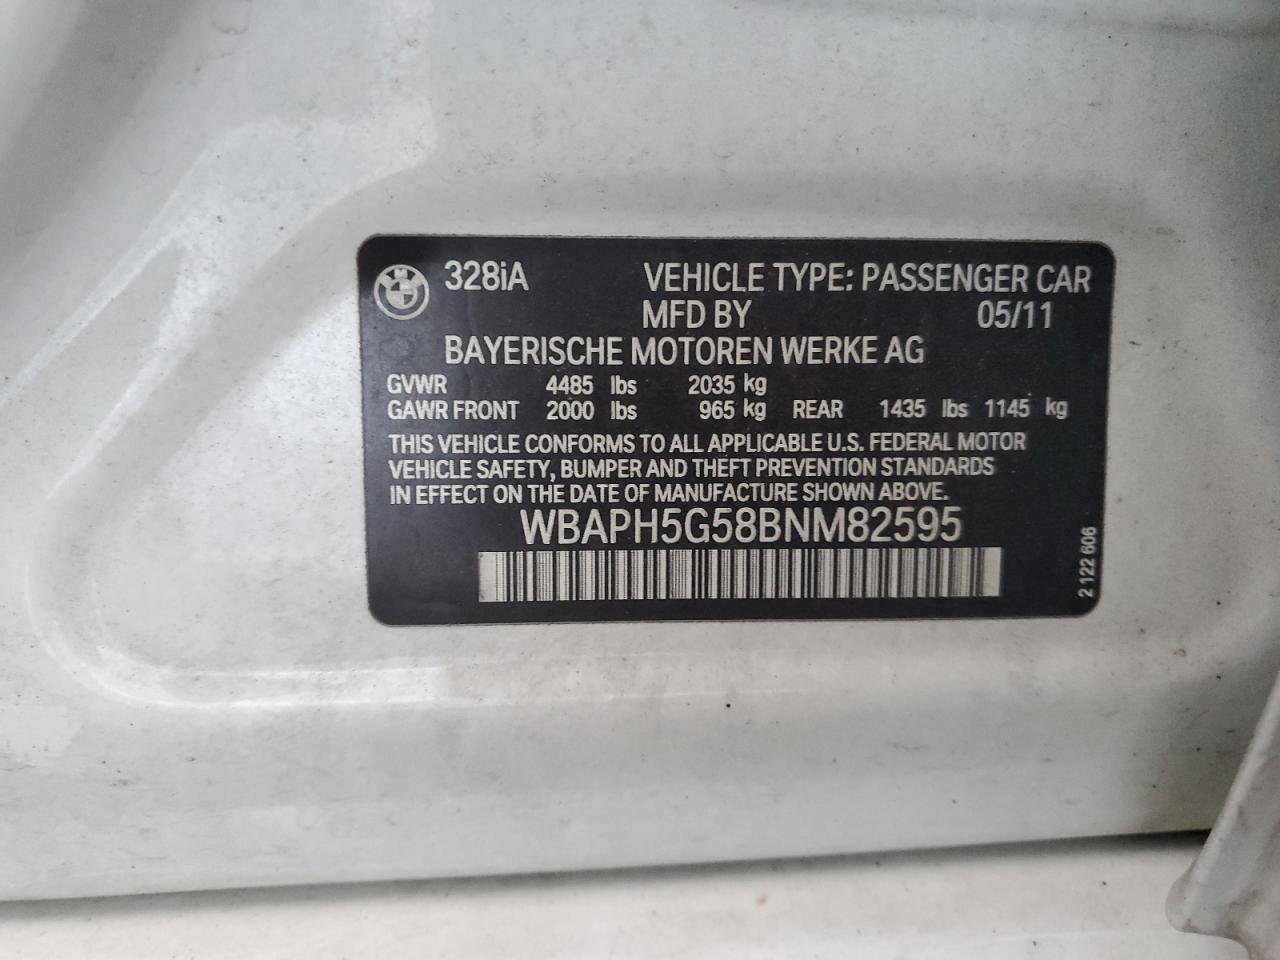 328iA VEHICLE TYPE: PASSENGER CAR
MFD BY 05/11
BAYERISCHE MOTOREN WERKE AG
GVWR 4485 lbs 2035 kg
GAWR FRONT 2000 lbs 965 kg REAR 1435 lbs 1145 kg
THIS VEHICLE CONFORMS TO ALL APPLICABLE U.S. FEDERAL MOTOR
VEHICLE SAFETY, BUMPER AND THEFT PREVENTION STANDARDS
IN EFFECT ON THE DATE OF MANUFACTURE SHOWN ABOVE.
WBAPH5G58BNM82595
2 122 606